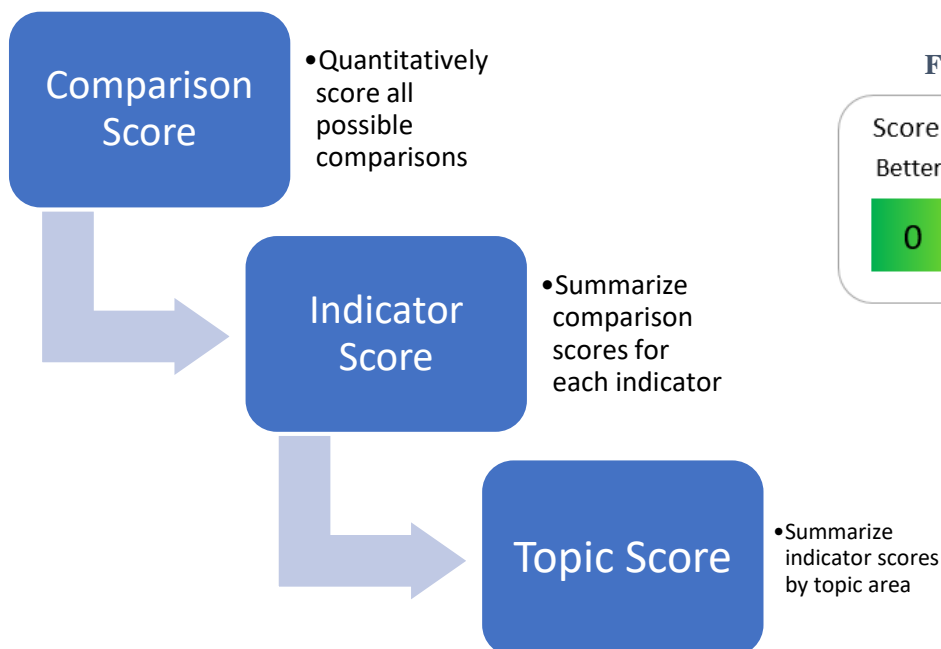 Comparison
Score
•Quantitatively
score all
possible
comparisons
F
Score
Better
0
Indicator
Score
•Summarize
comparison
scores for
each indicator
Topic Score
•Summarize
indicator scores
by topic area